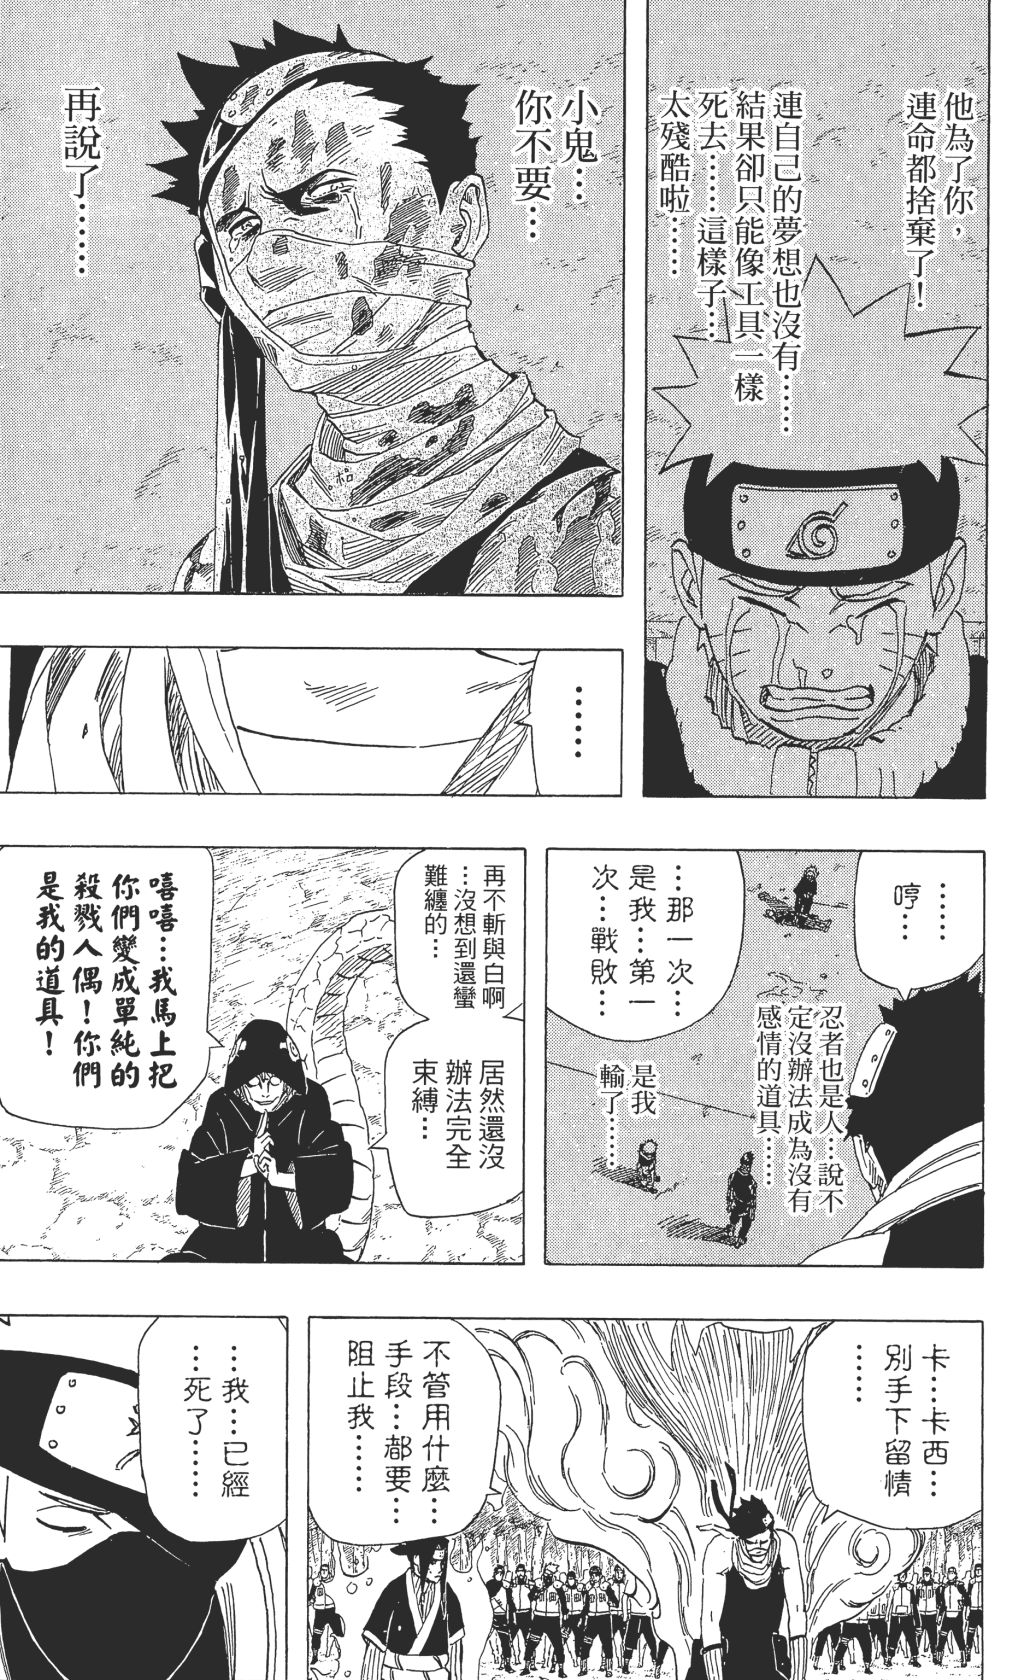 他為了你，
連命都捨棄了！
連自己的夢想也沒有……
結果卻只能像工具一樣
死去……這樣子…
太殘酷啦……
小鬼…
你不要…
再說了……
……
……
哼…
忍者也是人…說不
定沒辦法成為沒有
感情的道具……
…那一次…
是我…第一
次…戰敗…
是我
輸了……
再不斬與白啊
…沒想到還蠻
難纏的…
居然還沒
辦法完全
束縛…
嘻嘻…我馬上把
你們變成單純的
殺戮人偶！你們
是我的道具！
卡…卡西…
別手下留情
……
不管用什麼…
手段…都要…
阻止我……
…我…已經
…死了……